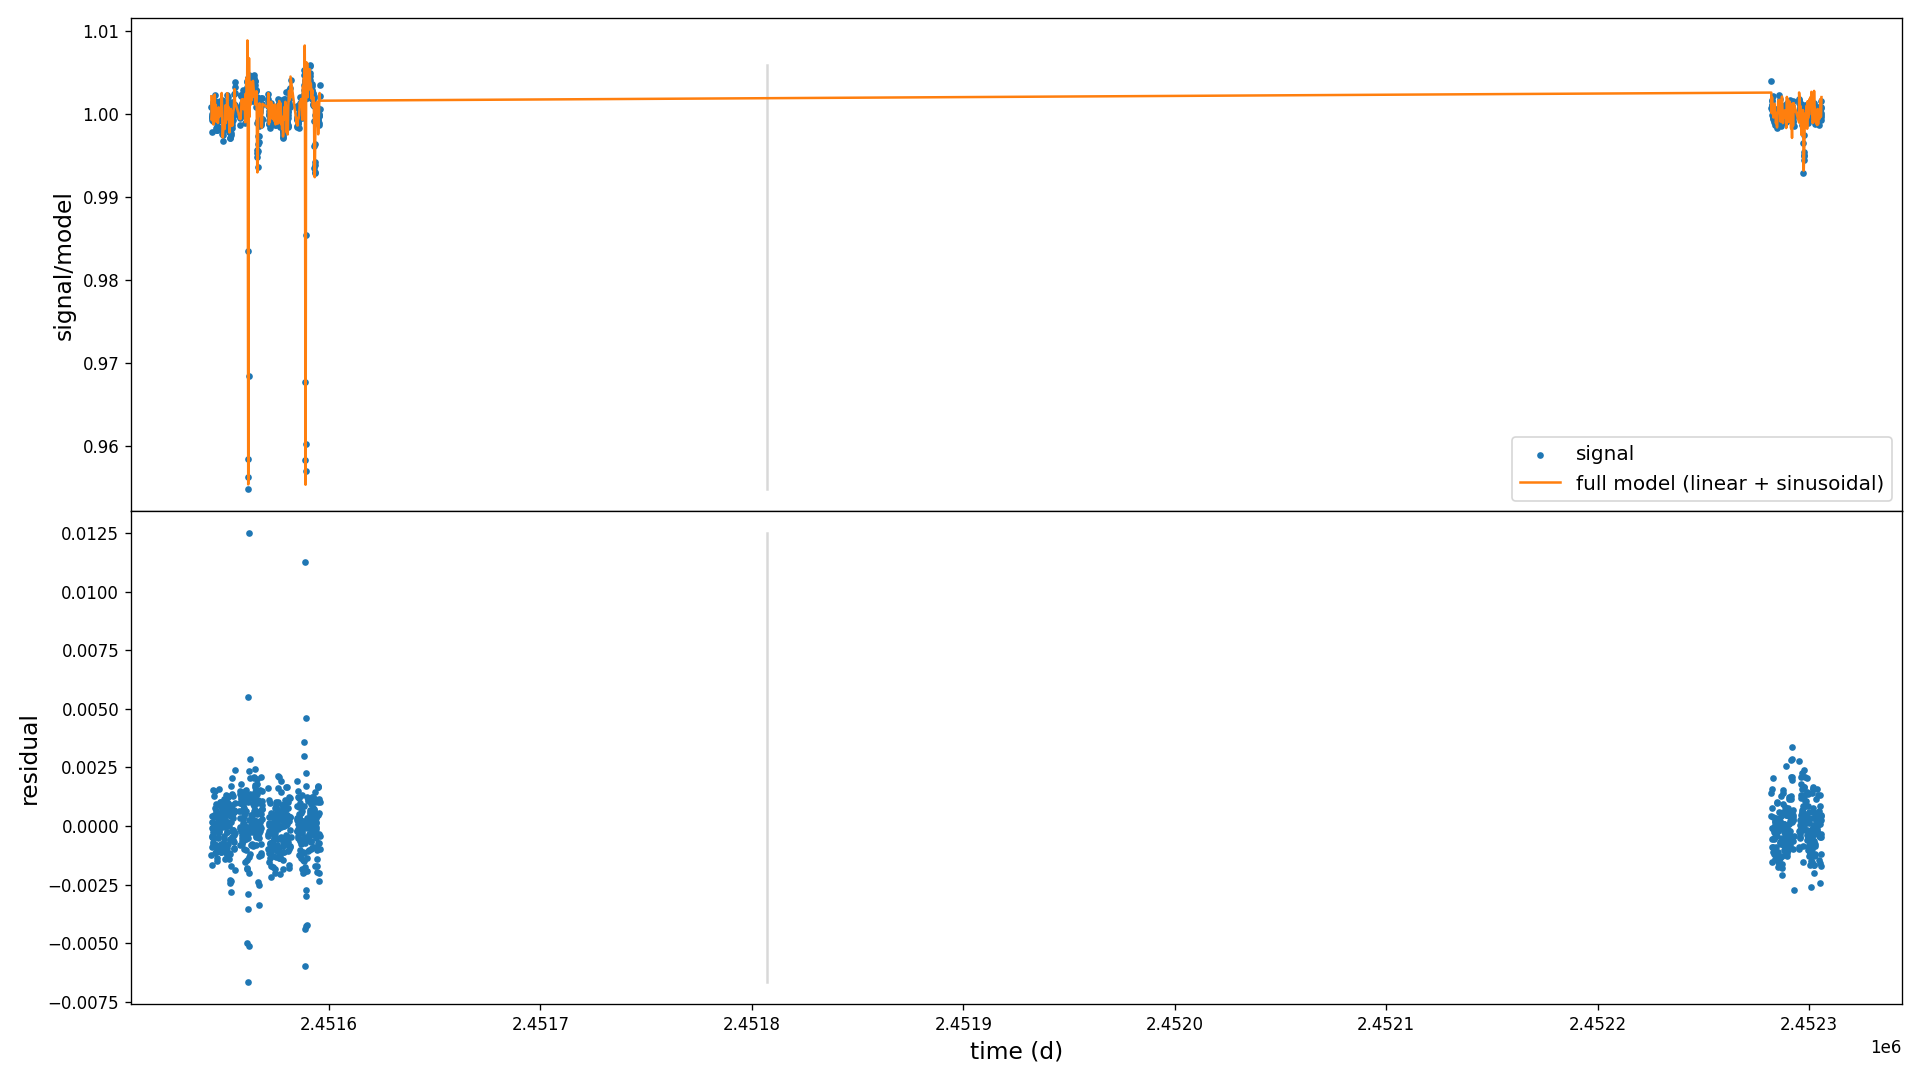 1.01
1.00
0.99
0.98
0.97
0.96
signal/model
signal
full model (linear + sinusoidal)
0.0125
0.0100
0.0075
0.0050
0.0025
0.0000
−0.0025
−0.0050
−0.0075
residual
2.4516 2.4517 2.4518 2.4519 2.4520 2.4521 2.4522 2.4523
1e6
time (d)